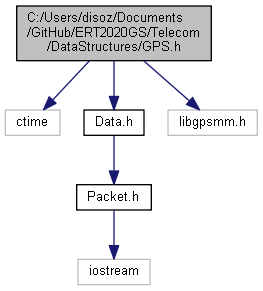 C:/Users/disoz/Documents
/GitHub/ERT2020GS/Telecom
/DataStructures/GPS.h
ctime
Data.h
libgpsmm.h
Packet.h
iostream